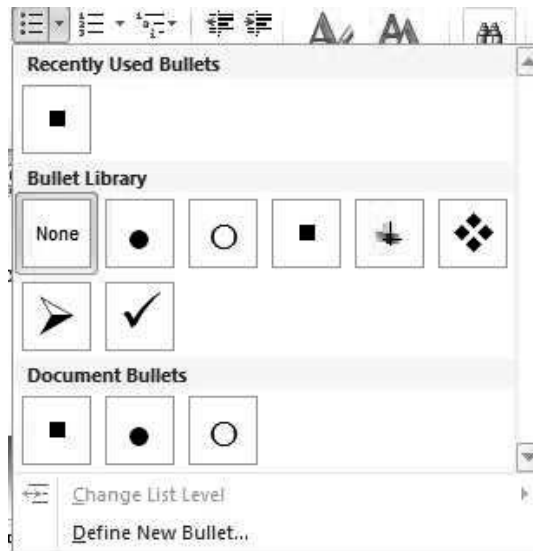 Recently Used Bullets
Bullet Library
None
Document Bullets
Change List Level
Define New Bullet...